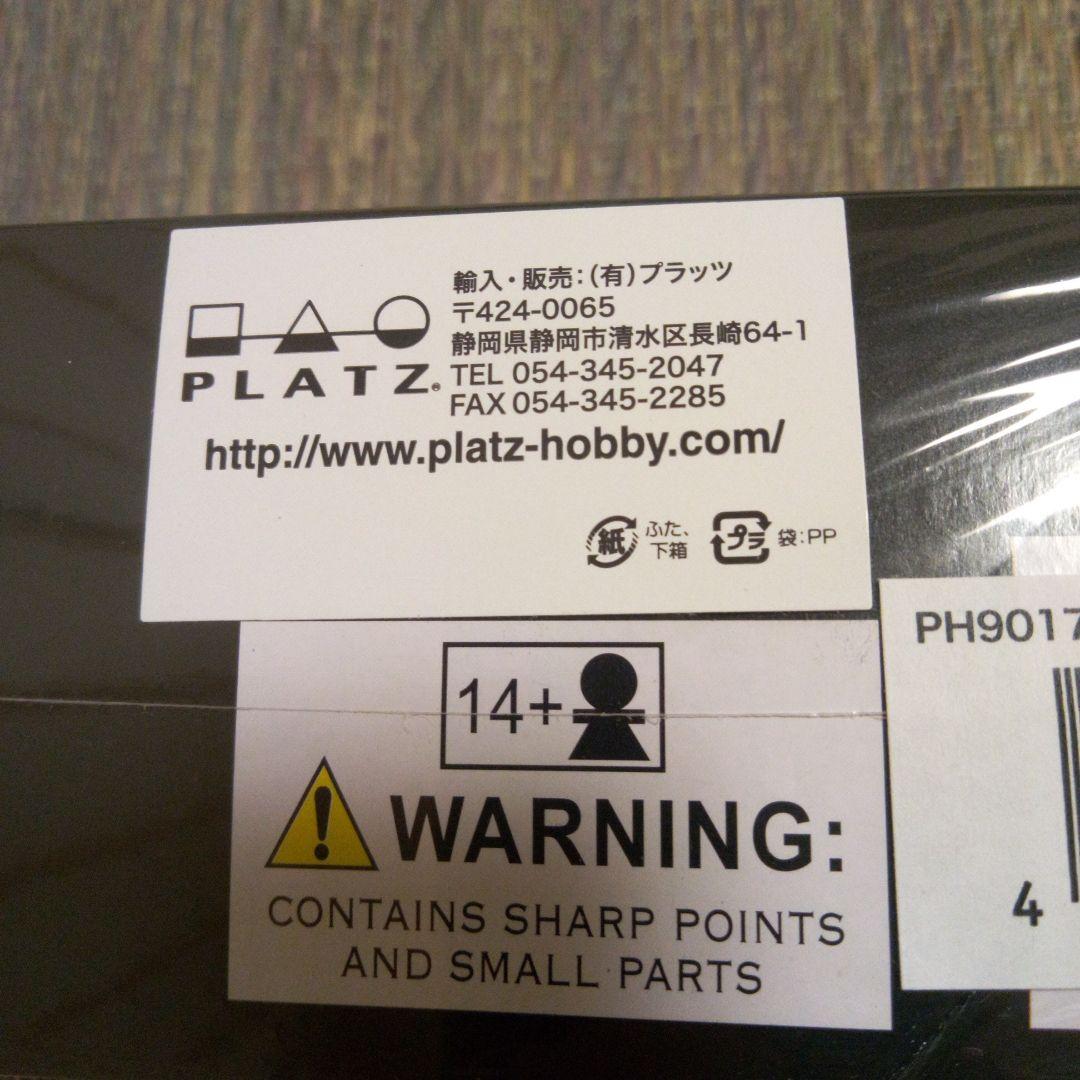 PLATZ®
輸入・販売:(有)プラッツ
〒424-0065
静岡県静岡市清水区長崎64-1
TEL 054-345-2047
FAX 054-345-2285
http://www.platz-hobby.com/
紙 ふた、
下箱
プラ 袋:PP
14+
WARNING:
CONTAINS SHARP POINTS
AND SMALL PARTS
PH9017
4